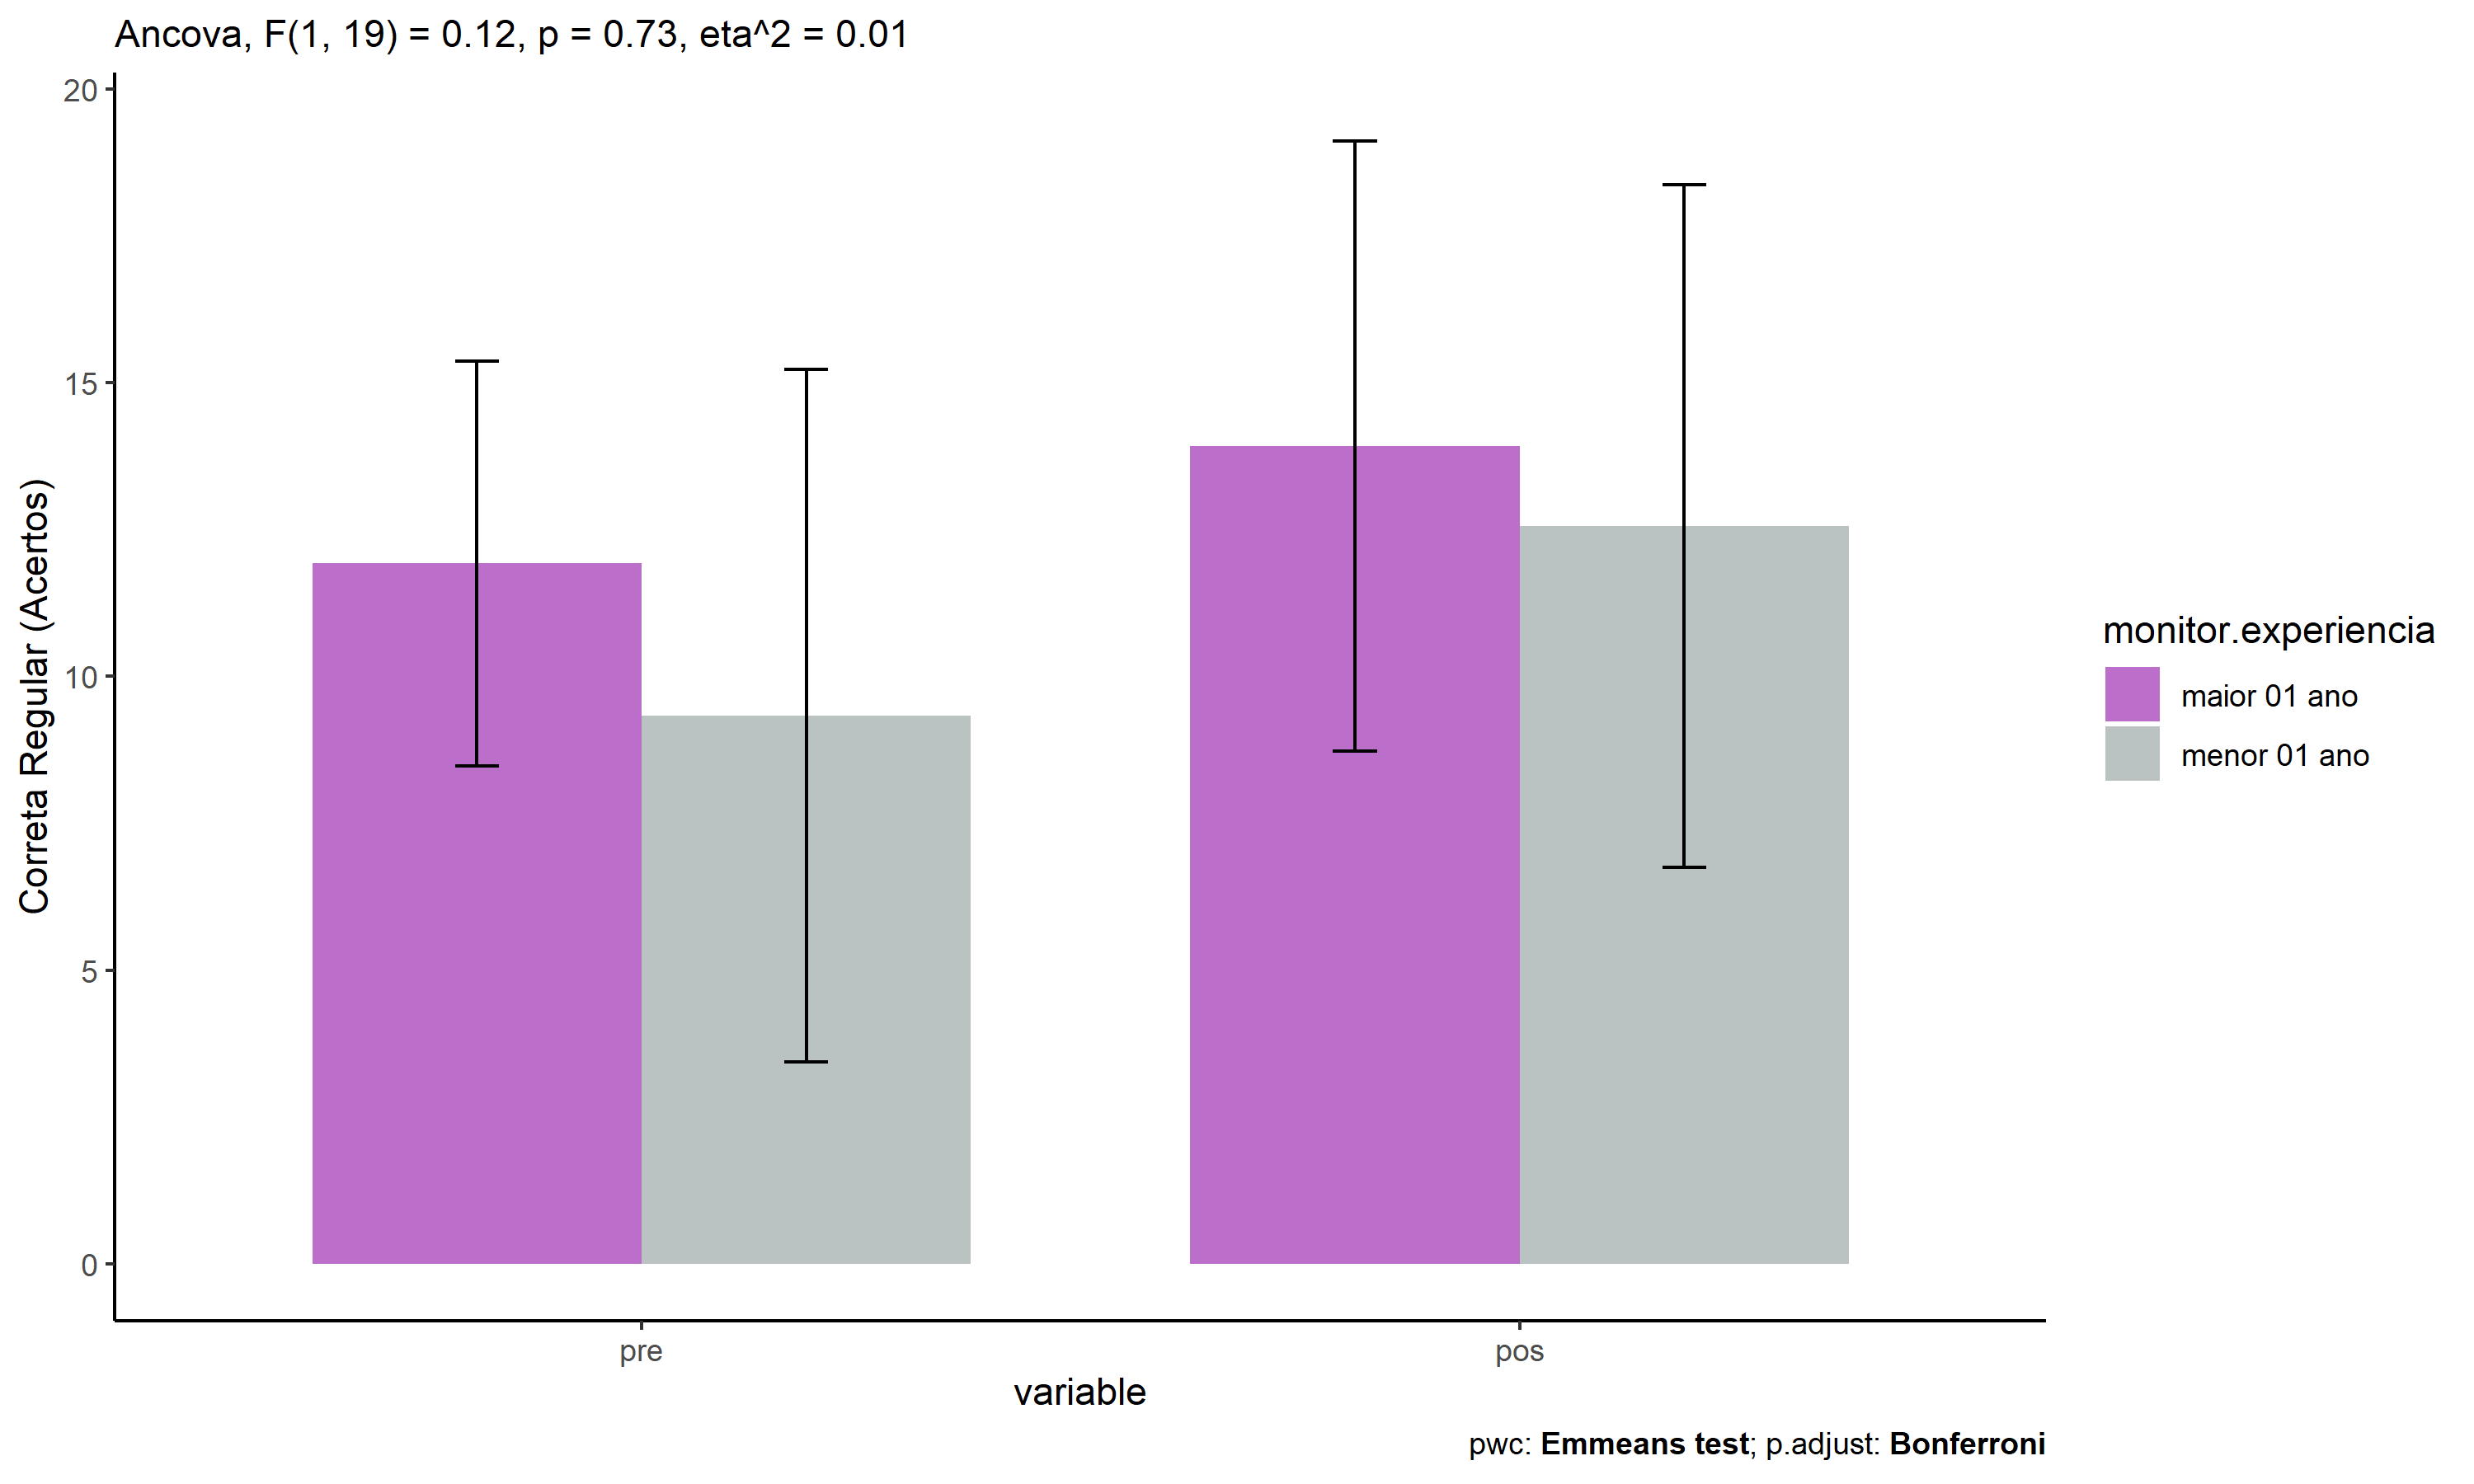 Ancova, F(1, 19) = 0.12, p = 0.73, eta^2 = 0.01
Correta Regular (Acertos)
20
15
10
5
0
pre
pos
variable
monitor.experiencia
maior 01 ano
menor 01 ano
pwc: Emmeans test; p.adjust: Bonferroni